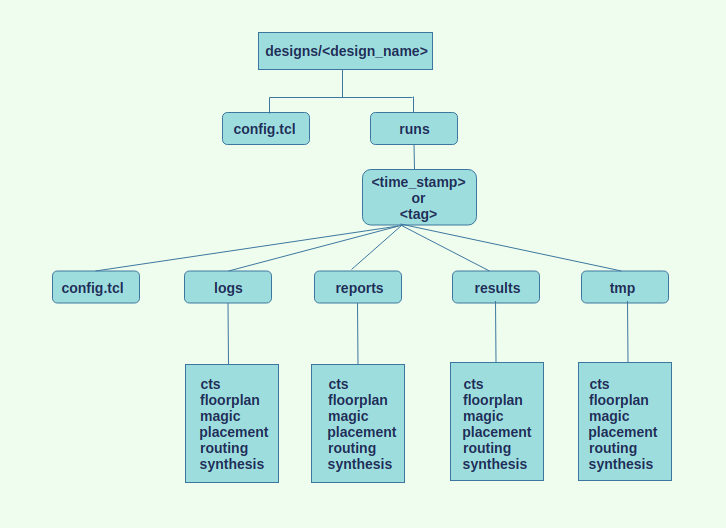 designs/<design_name>
config.tcl
runs
<time_stamp>
or
<tag>
config.tcl
logs
reports
results
tmp
cts
floorplan
magic
placement
routing
synthesis
cts
floorplan
magic
placement
routing
synthesis
cts
floorplan
magic
placement
routing
synthesis
cts
floorplan
magic
placement
routing
synthesis